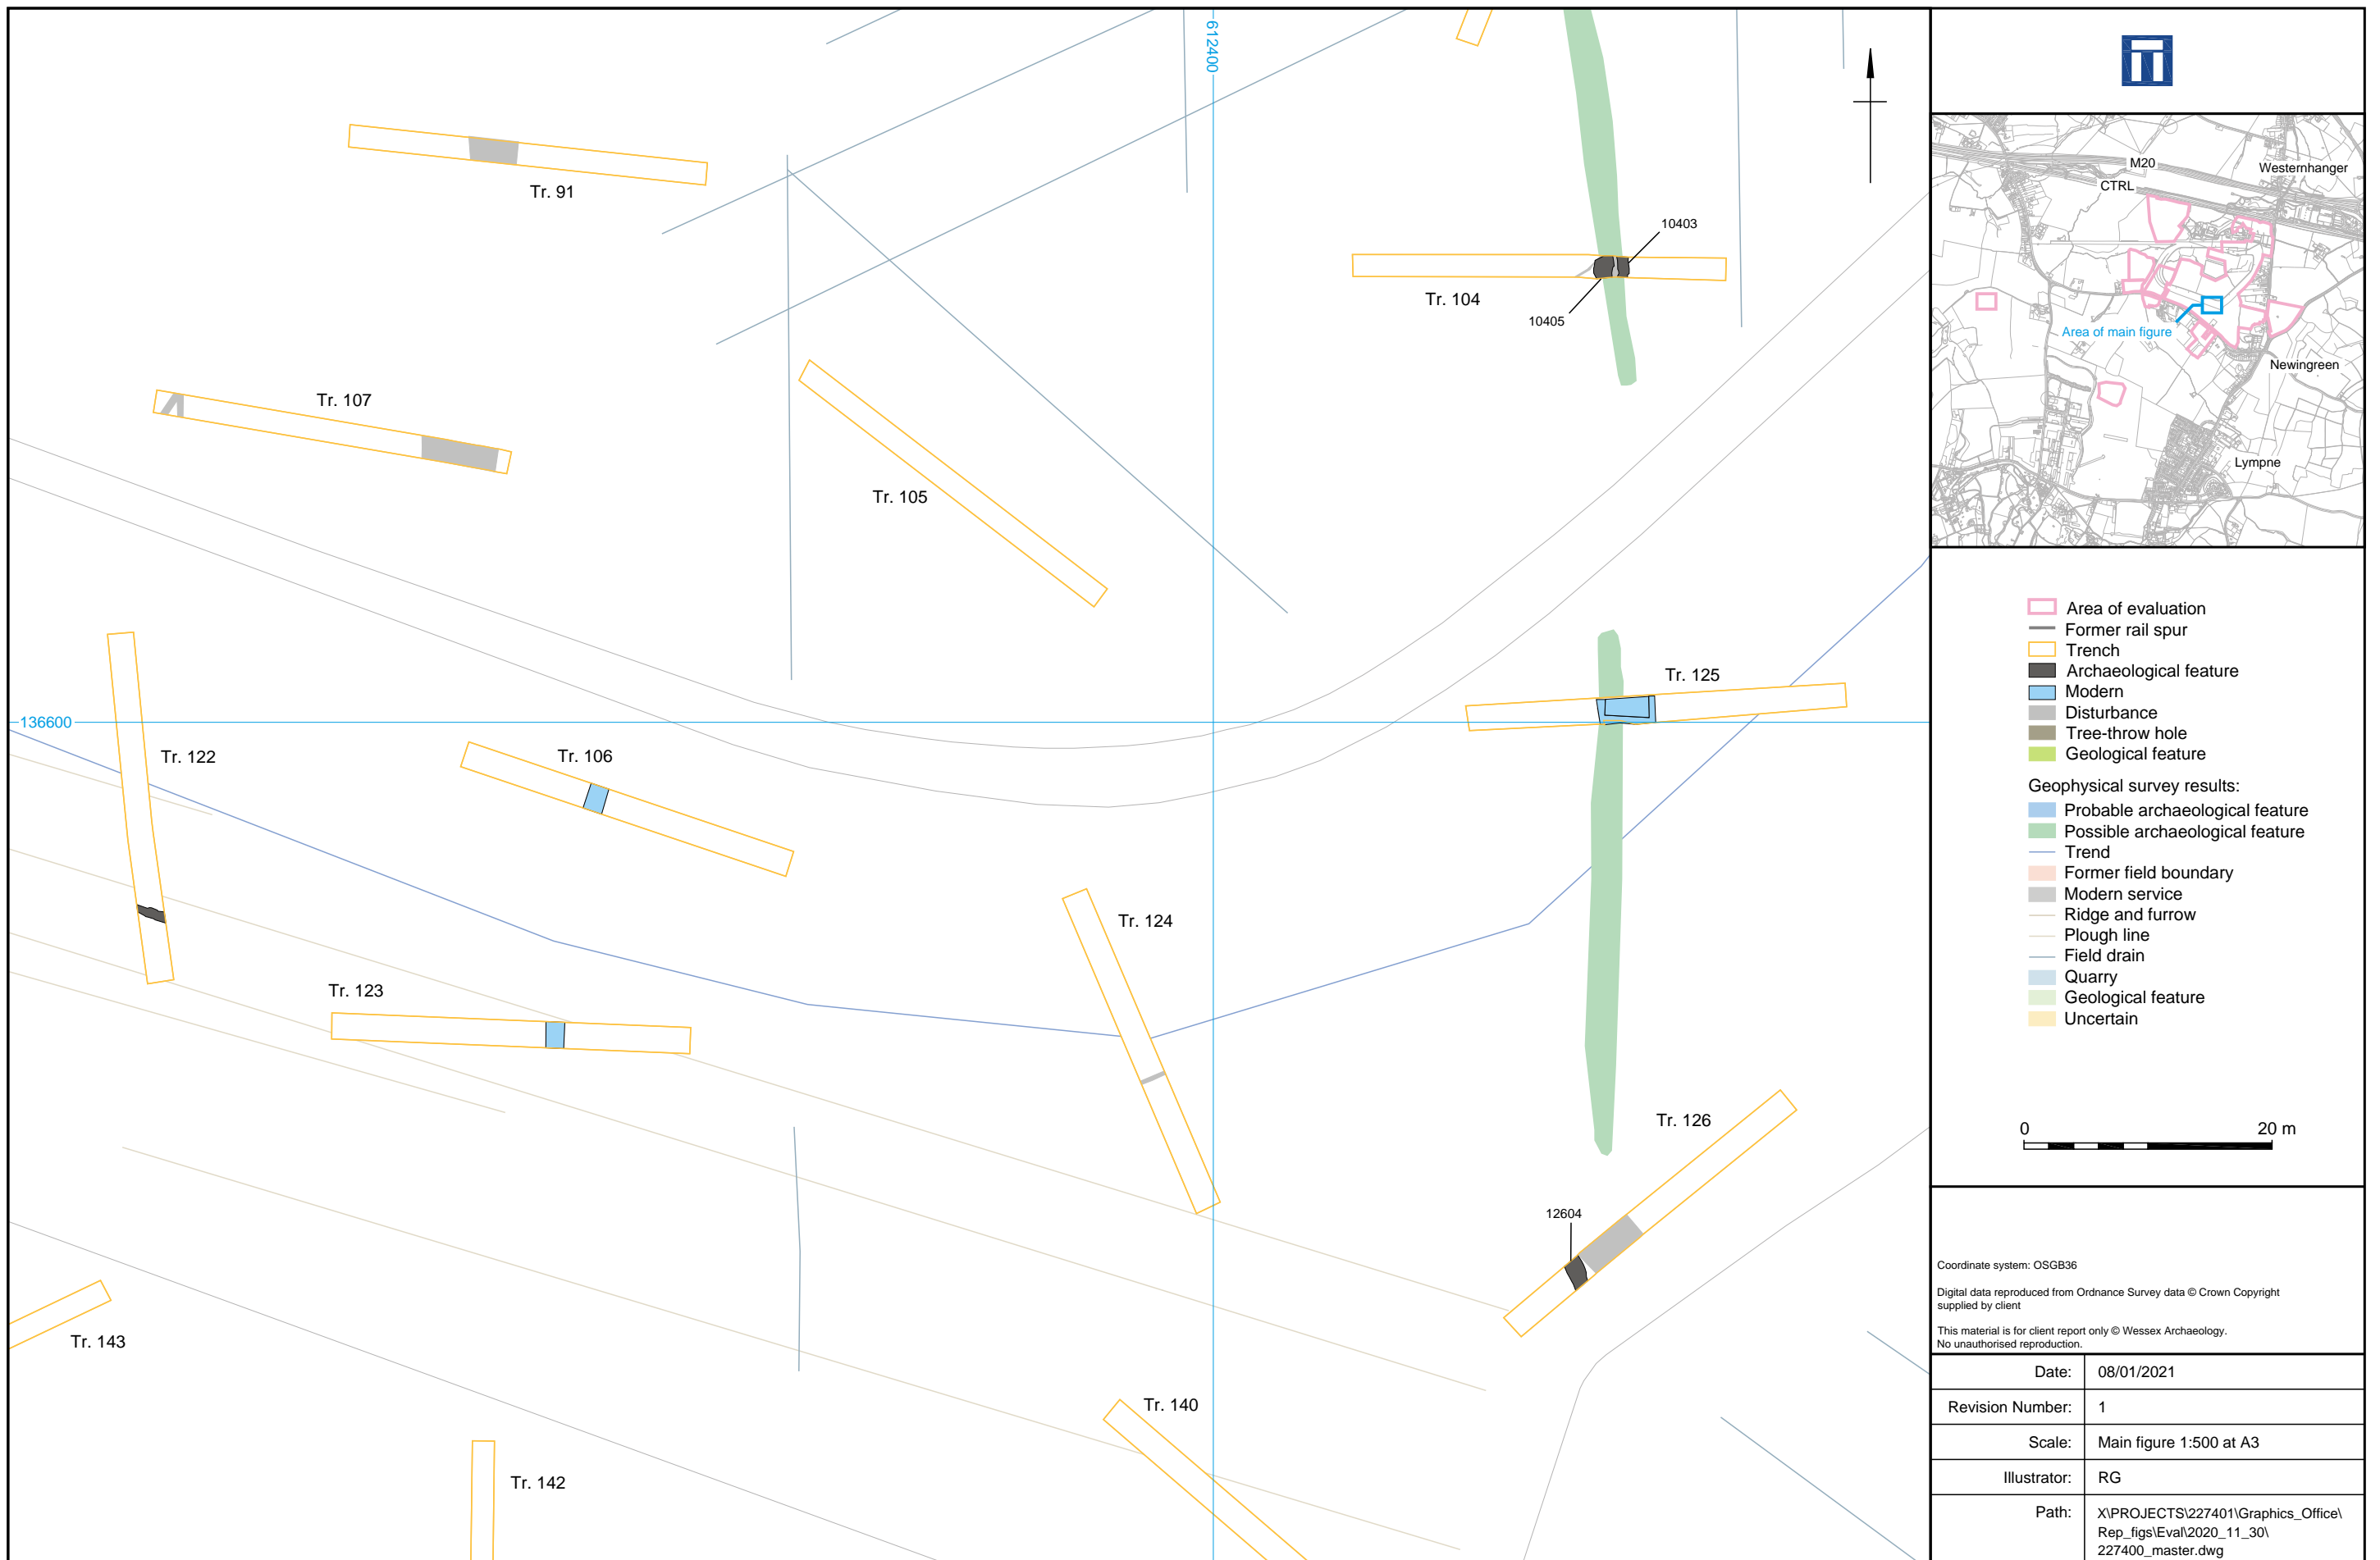 612400
Tr. 91
10403
Tr. 104
10405
Tr. 107
Tr. 105
Tr. 125
136600
Tr. 122
Tr. 106
Tr. 124
Tr. 123
Tr. 126
12604
Tr. 143
Tr. 140
Tr. 142
M20
Westernhanger
CTRL
Area of main figure
Newingreen
Lympne
Area of evaluation
Former rail spur
Trench
Archaeological feature
Modern
Disturbance
Tree-throw hole
Geological feature
Geophysical survey results:
Probable archaeological feature
Possible archaeological feature
Trend
Former field boundary
Modern service
Ridge and furrow
Plough line
Field drain
Quarry
Geological feature
Uncertain
0 20 m
Coordinate system: OSGB36
Digital data reproduced from Ordnance Survey data © Crown Copyright
supplied by client
This material is for client report only © Wessex Archaeology.
No unauthorised reproduction.
Date: 08/01/2021
Revision Number: 1
Scale: Main figure 1:500 at A3
Illustrator: RG
Path: X\PROJECTS\227401\Graphics_Office\
Rep_figs\Eval\2020_11_30\
227400_master.dwg